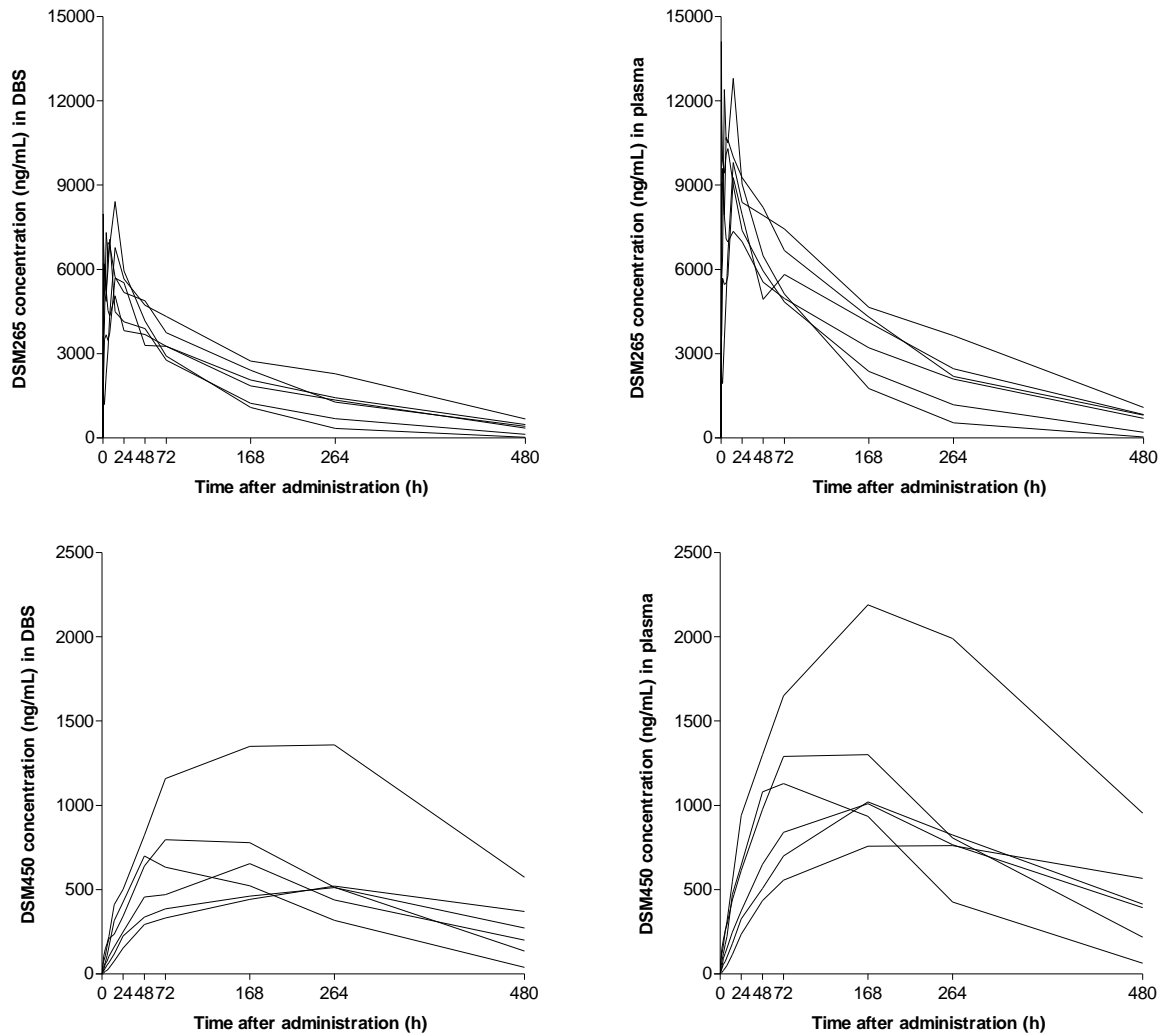 DSM265 concentration (ng/mL) in DBS
15000
12000
9000
6000
3000
0
0 24 48 72 168 264 480
Time after administration (h)
DSM265 concentration (ng/mL) in plasma
15000
12000
9000
6000
3000
0
0 24 48 72 168 264 480
Time after administration (h)
DSM450 concentration (ng/mL) in DBS
2500
2000
1500
1000
500
0
0 24 48 72 168 264 480
Time after administration (h)
DSM450 concentration (ng/mL) in plasma
2500
2000
1500
1000
500
0
0 24 48 72 168 264 480
Time after administration (h)